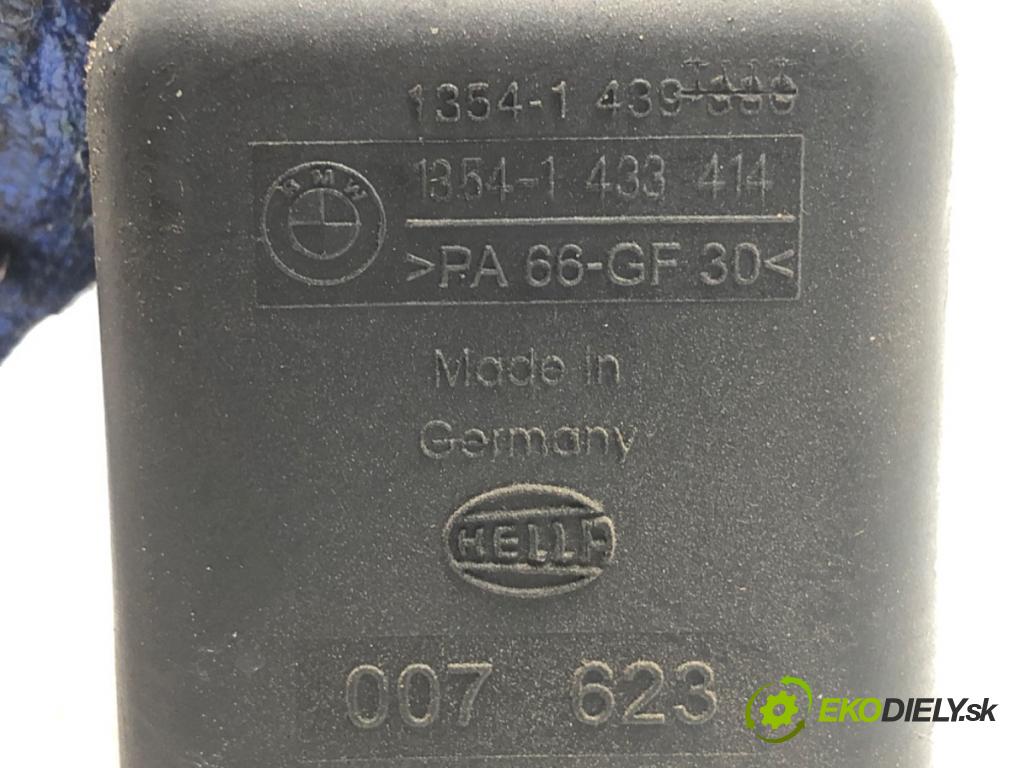 1354-1 439
BMW
1354-1 433 414
>PA 66-GF 30<
Made in
Germany
HELLA
007 623
EKODIELY.sk